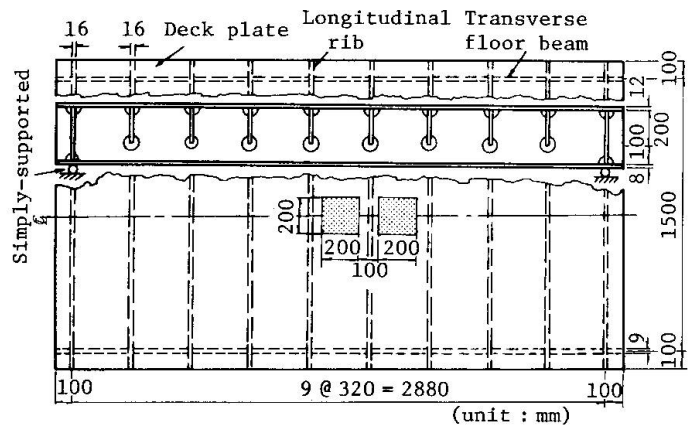 16
16
Deck plate
Longitudinal
rib
Transverse
floor beam
100
12
Simply-supported
200
100
8
℄
200
200
200
100
1500
9
100
100
9 @ 320 = 2880
100
(unit : mm)